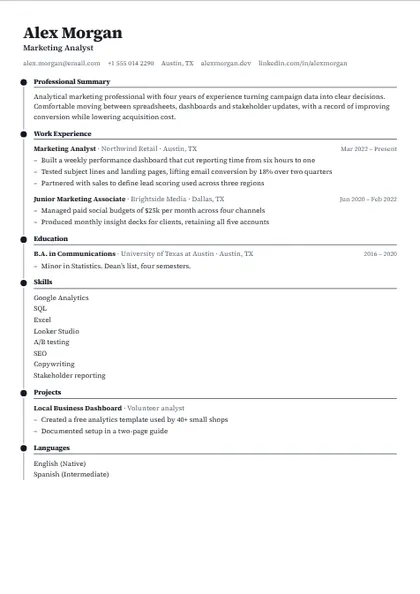 Alex Morgan
Marketing Analyst
alex.morgan@email.com +1 555 014 2290 Austin, TX alexmorgan.dev linkedin.com/in/alexmorgan
Professional Summary
Analytical marketing professional with four years of experience turning campaign data into clear decisions.
Comfortable moving between spreadsheets, dashboards and stakeholder updates, with a record of improving
conversion while lowering acquisition cost.
Work Experience
Marketing Analyst · Northwind Retail · Austin, TX Mar 2022 – Present
– Built a weekly performance dashboard that cut reporting time from six hours to one
– Tested subject lines and landing pages, lifting email conversion by 18% over two quarters
– Partnered with sales to define lead scoring used across three regions
Junior Marketing Associate · Brightside Media · Dallas, TX Jun 2020 – Feb 2022
– Managed paid social budgets of $25k per month across four channels
– Produced monthly insight decks for clients, retaining all five accounts
Education
B.A. in Communications · University of Texas at Austin · Austin, TX 2016 – 2020
– Minor in Statistics. Dean's list, four semesters.
Skills
Google Analytics
SQL
Excel
Looker Studio
A/B testing
SEO
Copywriting
Stakeholder reporting
Projects
Local Business Dashboard · Volunteer analyst
– Created a free analytics template used by 40+ small shops
– Documented setup in a two-page guide
Languages
English (Native)
Spanish (Intermediate)